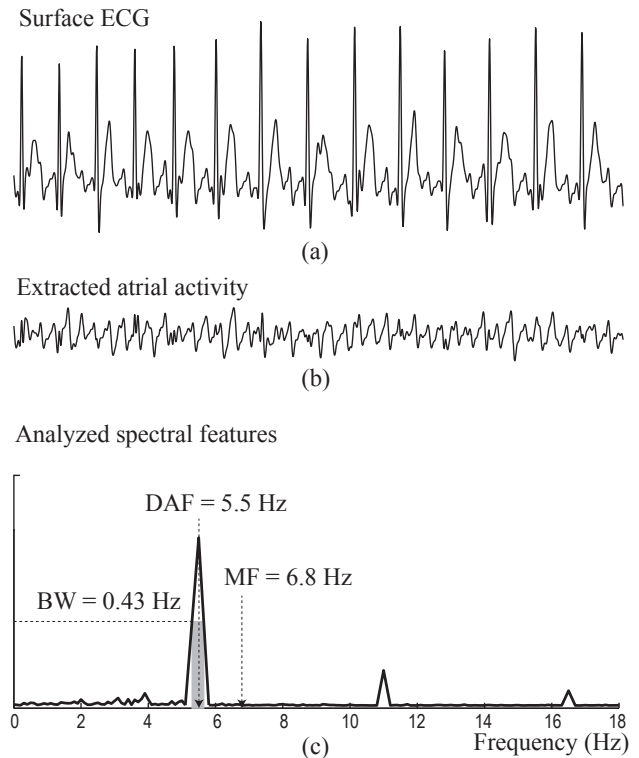 Surface ECG
(a)
Extracted atrial activity
(b)
Analyzed spectral features
DAF = 5.5 Hz
MF = 6.8 Hz
BW = 0.43 Hz
0 2 4 6 8 10 12 14 16 18
Frequency (Hz)
(c)